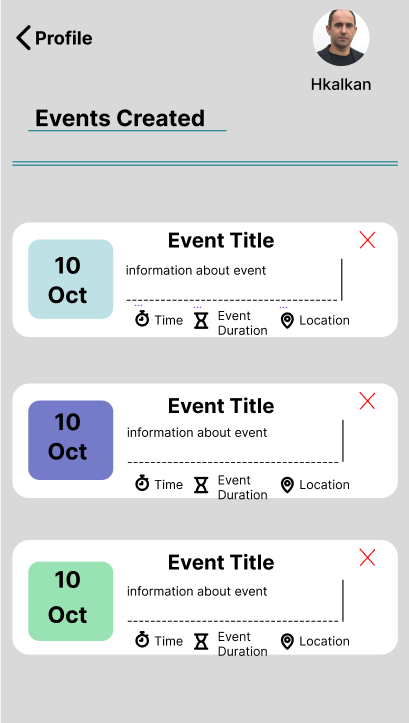 Profile
Hkalkan
Events Created
Event Title
10
Oct
information about event
Time
Event
Duration
Location
Event Title
10
Oct
information about event
Time
Event
Duration
Location
Event Title
10
Oct
information about event
Time
Event
Duration
Location